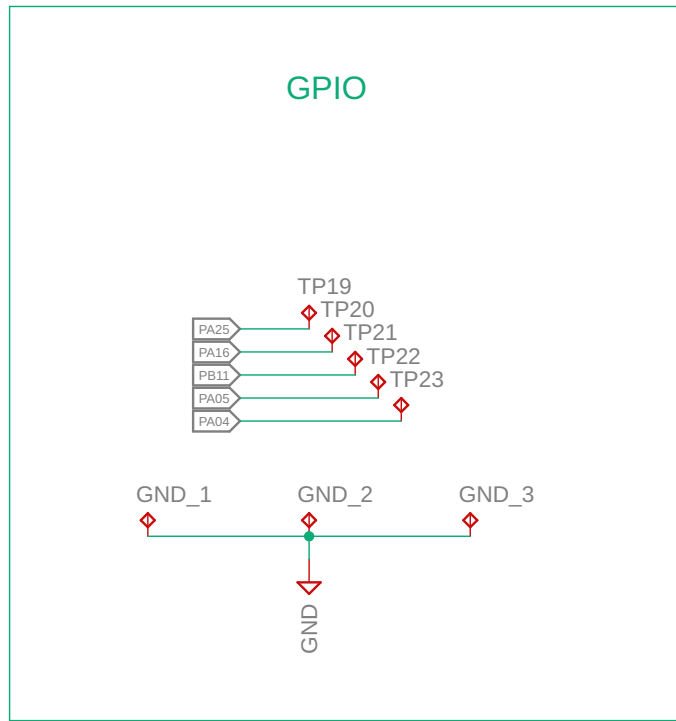 GPIO
TP19
TP20
PA25
TP21
PA16
TP22
PB11
TP23
PA05
PA04
GND_1 GND_2 GND_3
GND